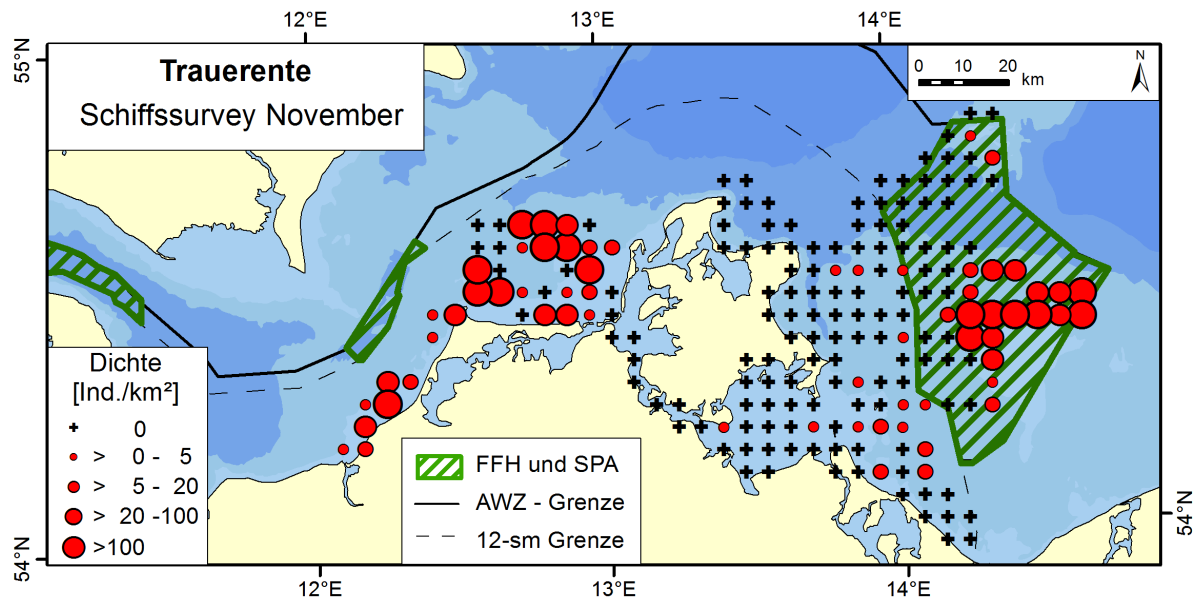 12°E 13°E 14°E
55°N
Trauerente
Schiffssurvey November
0 10 20
km
N
Dichte
[Ind./km²]
0
> 0 - 5
> 5 - 20
> 20 -100
>100
FFH und SPA
AWZ - Grenze
12-sm Grenze
54°N
54°N
12°E 13°E 14°E